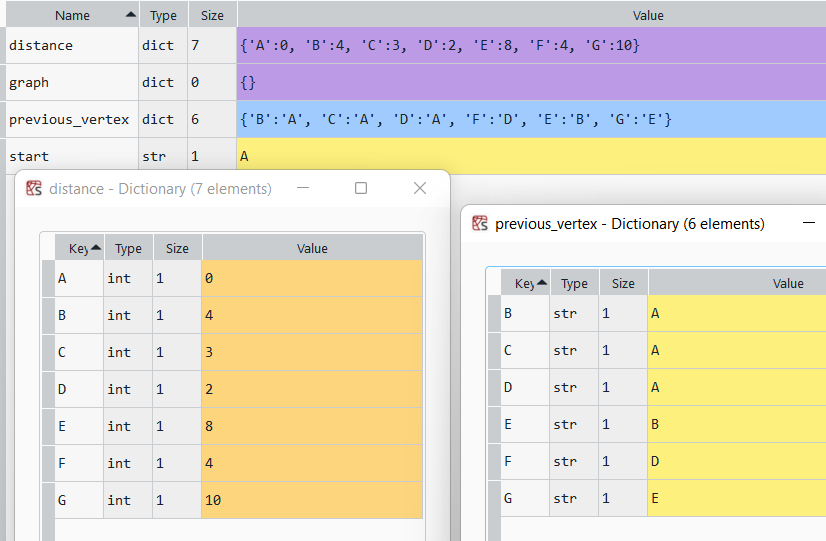 Name Type Size Value
distance dict 7 {'A':0, 'B':4, 'C':3, 'D':2, 'E':8, 'F':4, 'G':10}
graph dict 0 {}
previous_vertex dict 6 {'B':'A', 'C':'A', 'D':'A', 'F':'D', 'E':'B', 'G':'E'}
start str 1 A
distance - Dictionary (7 elements)
Key Type Size Value
A int 1 0
B int 1 4
C int 1 3
D int 1 2
E int 1 8
F int 1 4
G int 1 10
previous_vertex - Dictionary (6 elements)
Key Type Size Value
B str 1 A
C str 1 A
D str 1 A
E str 1 B
F str 1 D
G str 1 E